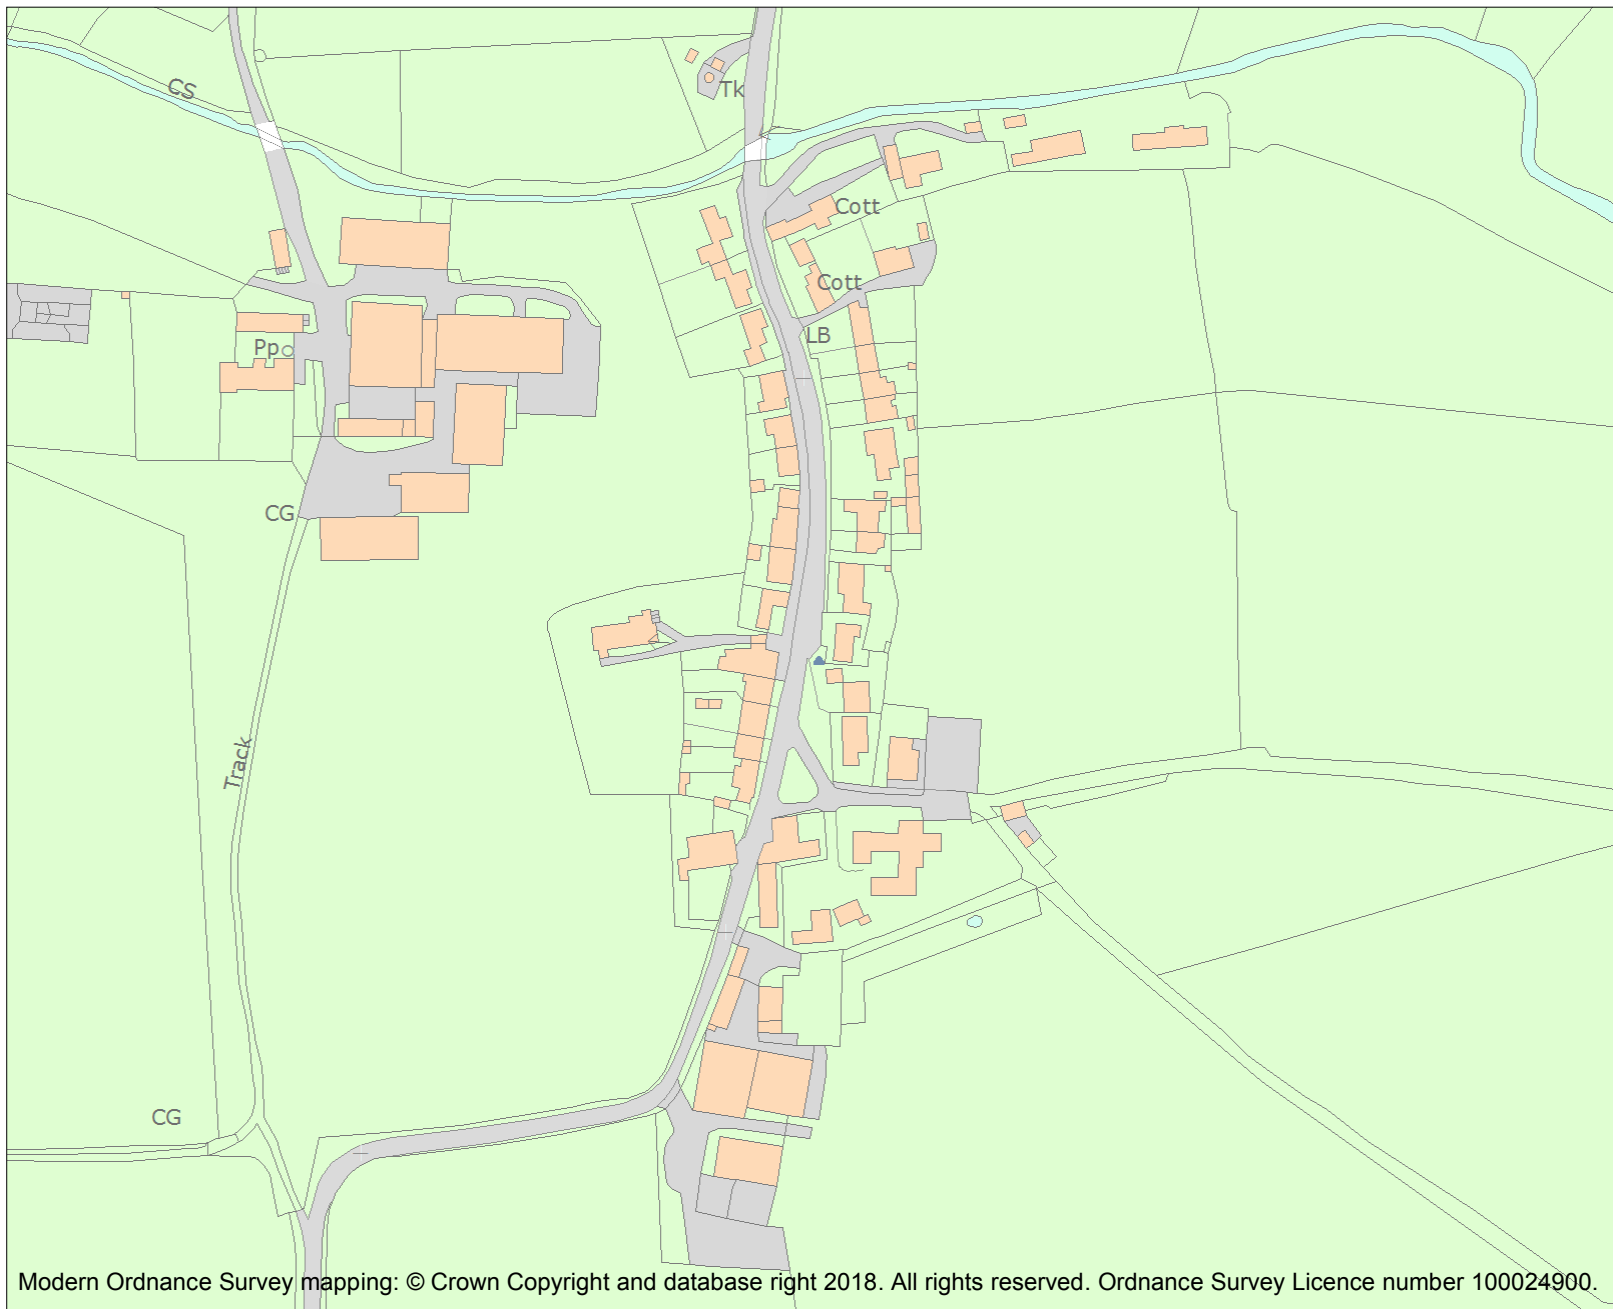 CS
Tk
Cott
Cott
LB
Pp
CG
Track
CG
Modern Ordnance Survey mapping: © Crown Copyright and database right 2018. All rights reserved. Ordnance Survey Licence number 100024900.